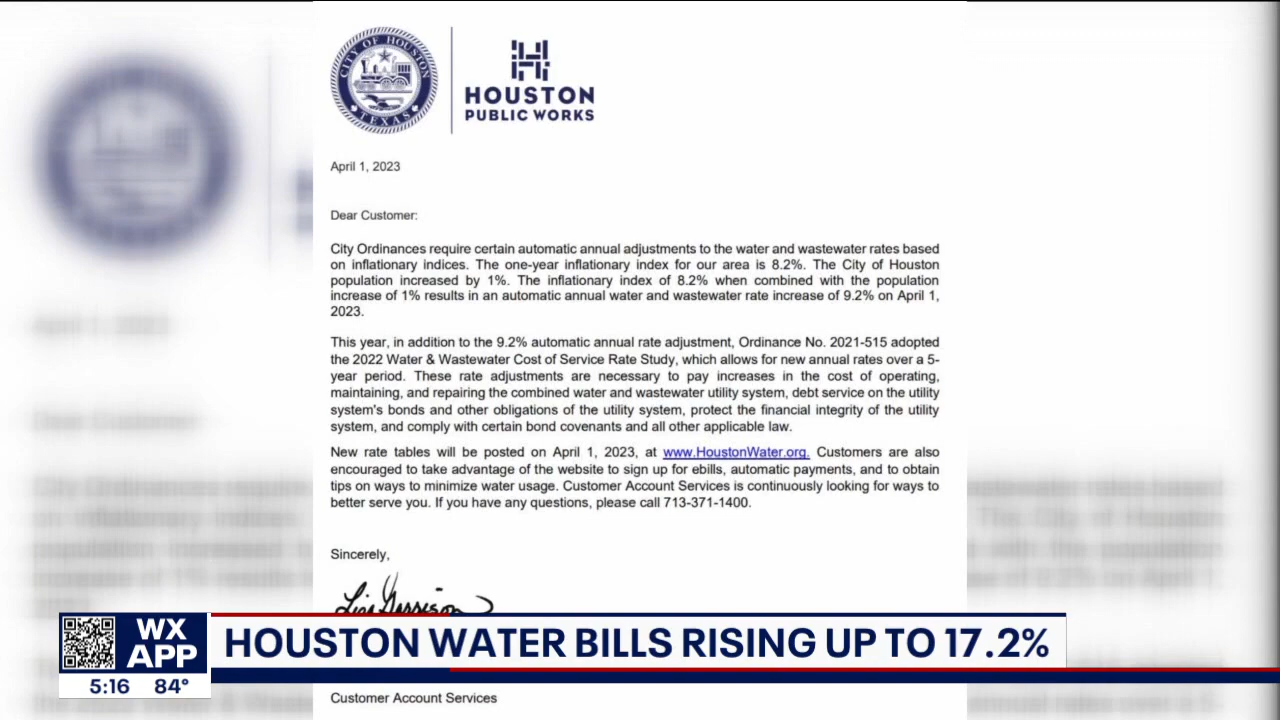 CITY OF HOUSTON
TEXAS
HOUSTON
PUBLIC WORKS
April 1, 2023
Dear Customer:
City Ordinances require certain automatic annual adjustments to the water and wastewater rates based
on inflationary indices. The one-year inflationary index for our area is 8.2%. The City of Houston
population increased by 1%. The inflationary index of 8.2% when combined with the population
increase of 1% results in an automatic annual water and wastewater rate increase of 9.2% on April 1,
2023.
This year, in addition to the 9.2% automatic annual rate adjustment, Ordinance No. 2021-515 adopted
the 2022 Water & Wastewater Cost of Service Rate Study, which allows for new annual rates over a 5-
year period. These rate adjustments are necessary to pay increases in the cost of operating,
maintaining, and repairing the combined water and wastewater utility system, debt service on the utility
system's bonds and other obligations of the utility system, protect the financial integrity of the utility
system, and comply with certain bond covenants and all other applicable law.
New rate tables will be posted on April 1, 2023, at www.HoustonWater.org. Customers are also
encouraged to take advantage of the website to sign up for ebills, automatic payments, and to obtain
tips on ways to minimize water usage. Customer Account Services is continuously looking for ways to
better serve you. If you have any questions, please call 713-371-1400.
Sincerely,
Lisa Garrison
WX
APP
HOUSTON WATER BILLS RISING UP TO 17.2%
5:16 84°
Customer Account Services